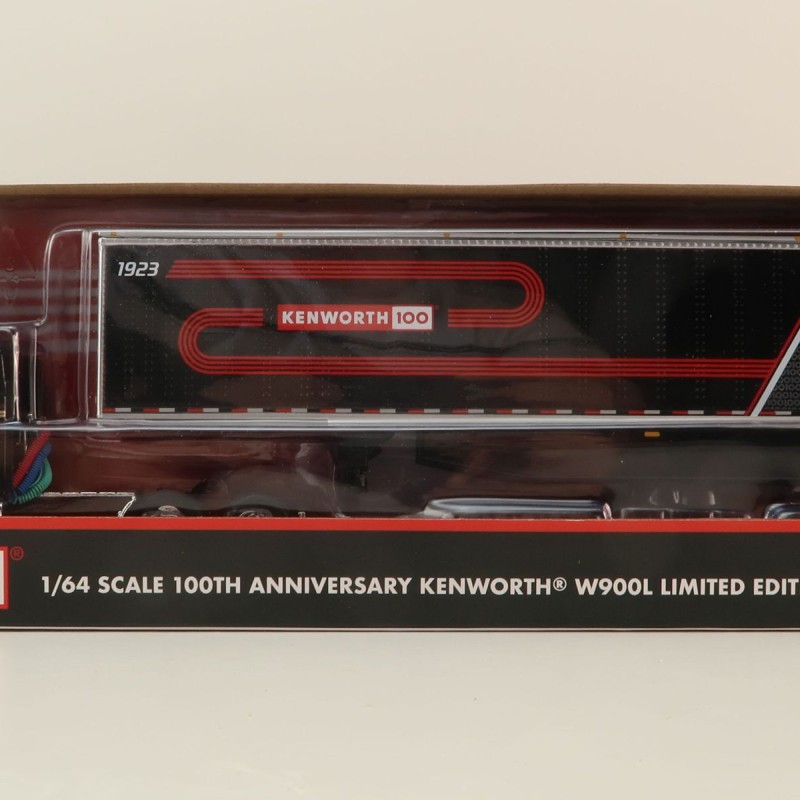 1923
KENWORTH 100
®
1/64 SCALE 100TH ANNIVERSARY KENWORTH® W900L LIMITED EDIT